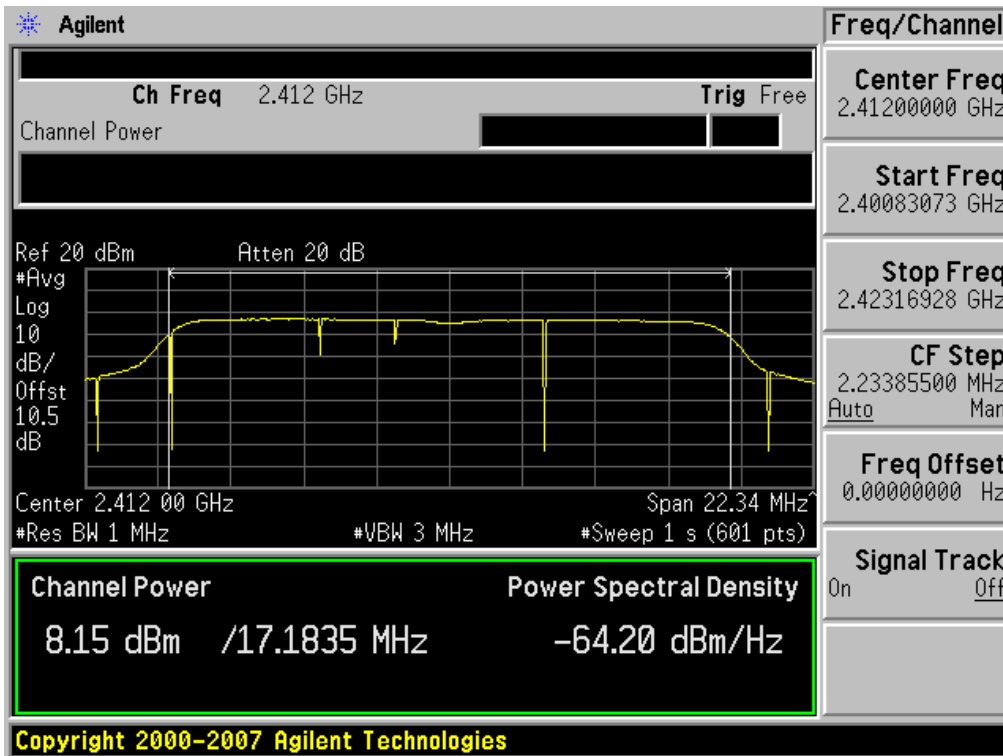 Agilent
Freq/Channel
Ch Freq 2.412 GHz Trig Free
Channel Power
Center Freq
2.41200000 GHz
Start Freq
2.40083073 GHz
Stop Freq
2.42316928 GHz
CF Step
2.23385500 MHz
Auto Man
Freq Offset
0.00000000 Hz
Signal Track
On Off
Ref 20 dBm Atten 20 dB
#Avg
Log
10
dB/
Offst
10.5
dB
Center 2.412 00 GHz Span 22.34 MHz^
#Res BW 1 MHz #VBW 3 MHz #Sweep 1 s (601 pts)
Channel Power Power Spectral Density
8.15 dBm /17.1835 MHz -64.20 dBm/Hz
Copyright 2000-2007 Agilent Technologies